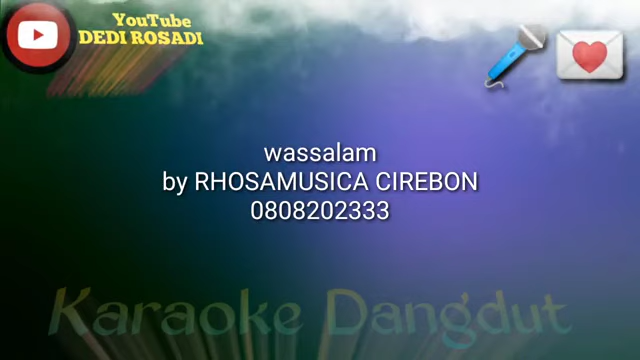 YouTube
DEDI ROSADI
wassalam
by RHOSAMUSICA CIREBON
0808202333
Karaoke Dangdut